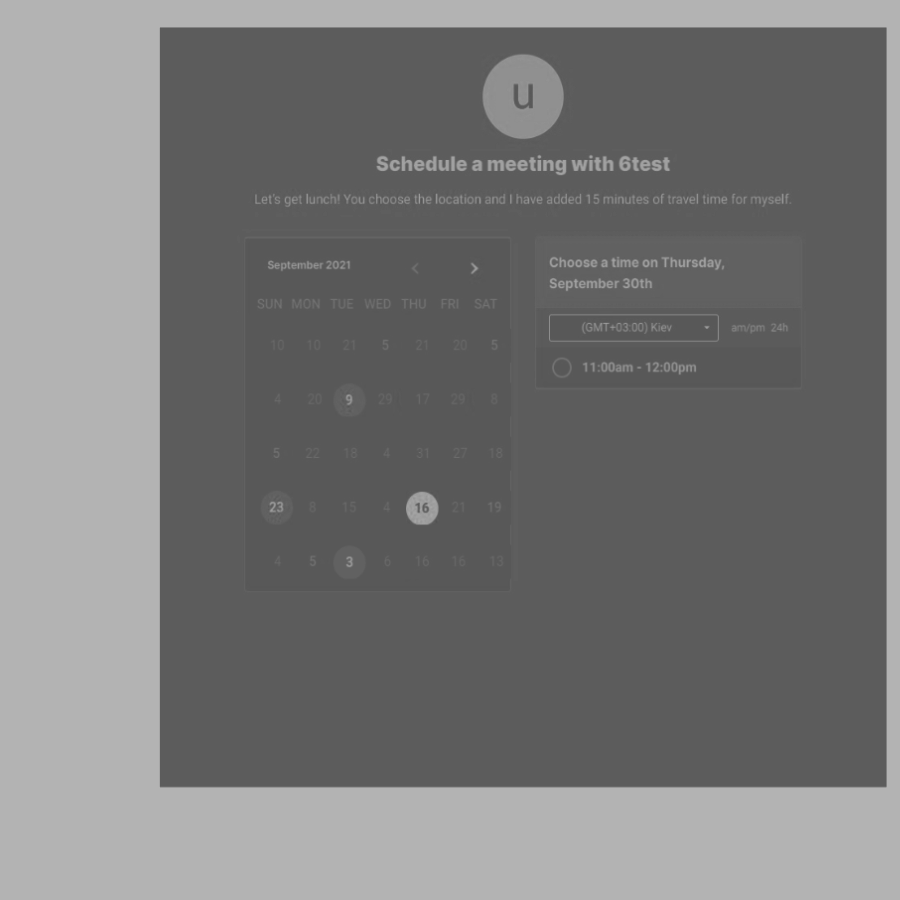 u
Schedule a meeting with 6test
Let's get lunch! You choose the location and I have added 15 minutes of travel time for myself.
September 2021
SUN MON TUE WED THU FRI SAT
10 10 21 5 21 20 5
4 20 9 29 17 29 8
5 22 18 4 31 27 18
23 8 15 4 16 21 19
4 5 3 6 16 16 13
Choose a time on Thursday,
September 30th
(GMT+03:00) Kiev am/pm 24h
11:00am - 12:00pm